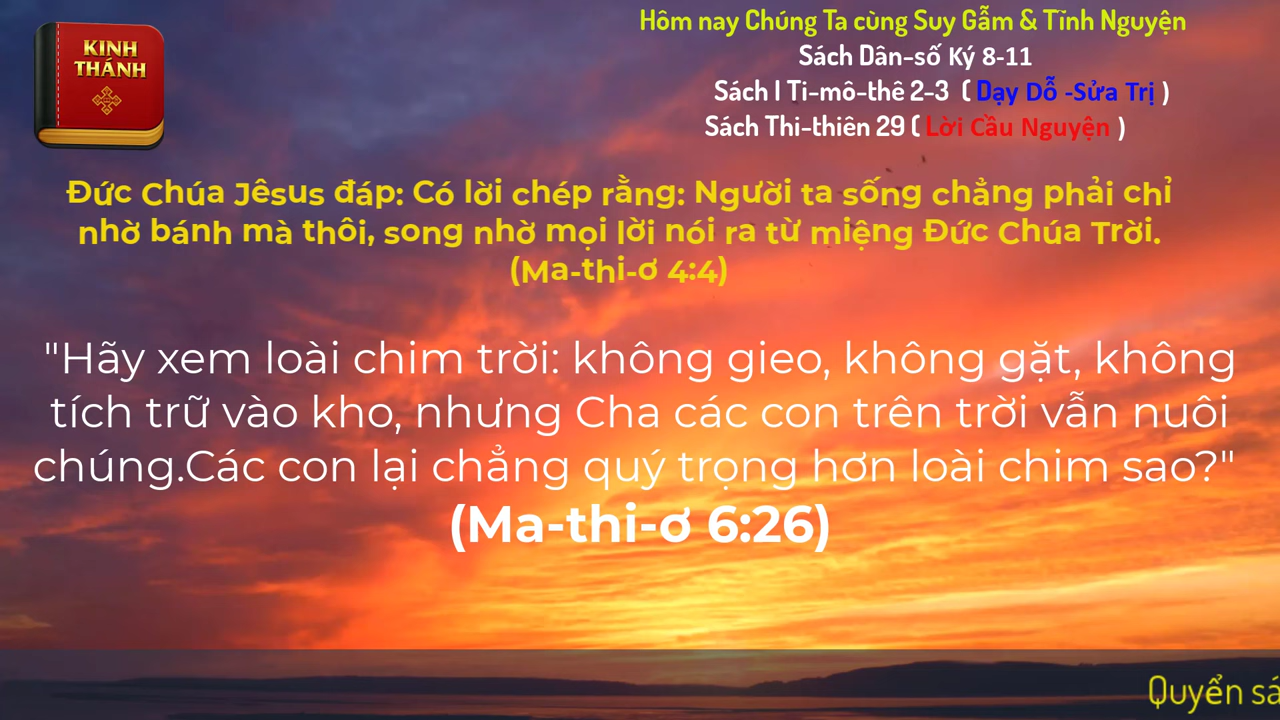 KINH
THÁNH
Hôm nay Chúng Ta cùng Suy Gẫm & Tĩnh Nguyện
Sách Dân-số Ký 8-11
Sách I Ti-mô-thê 2-3 ( Dạy Dỗ -Sửa Trị )
Sách Thi-thiên 29 ( Lời Cầu Nguyện )
Đức Chúa Jêsus đáp: Có lời chép rằng: Người ta sống chẳng phải chỉ
nhờ bánh mà thôi, song nhờ mọi lời nói ra từ miệng Đức Chúa Trời.
(Ma-thi-ơ 4:4)
"Hãy xem loài chim trời: không gieo, không gặt, không
tích trữ vào kho, nhưng Cha các con trên trời vẫn nuôi
chúng.Các con lại chẳng quý trọng hơn loài chim sao?"
(Ma-thi-ơ 6:26)
Quyển sá